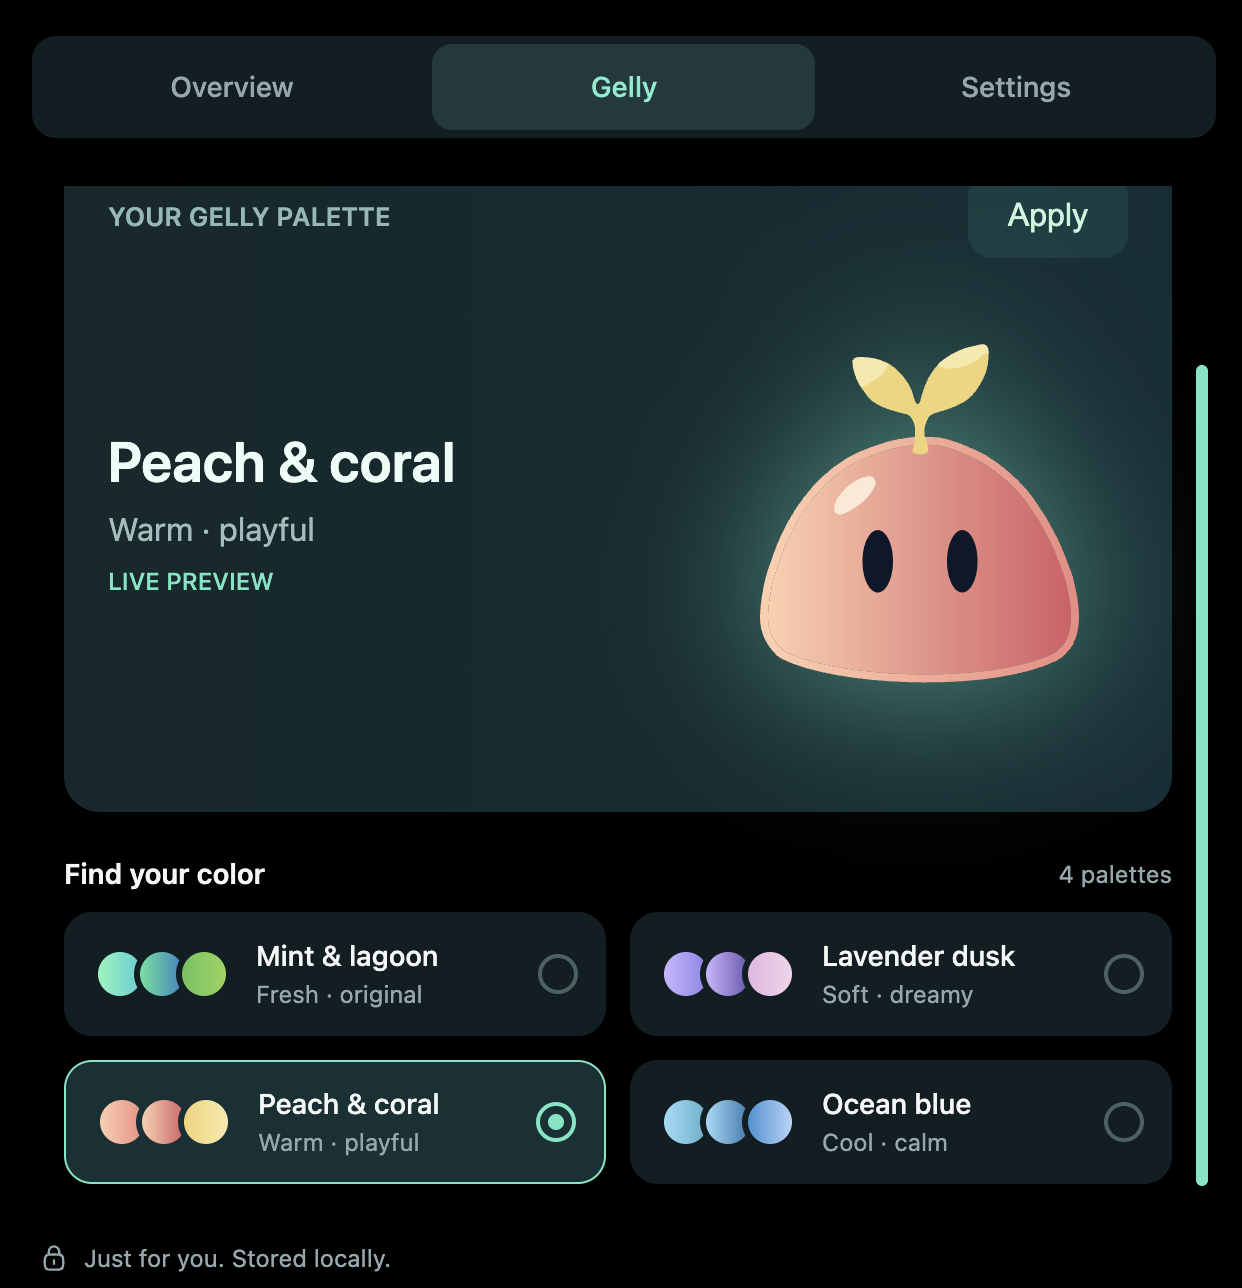 Overview
Gelly
Settings
YOUR GELLY PALETTE
Apply
Peach & coral
Warm · playful
LIVE PREVIEW
Find your color
4 palettes
Mint & lagoon
Fresh · original
Lavender dusk
Soft · dreamy
Peach & coral
Warm · playful
Ocean blue
Cool · calm
Just for you. Stored locally.